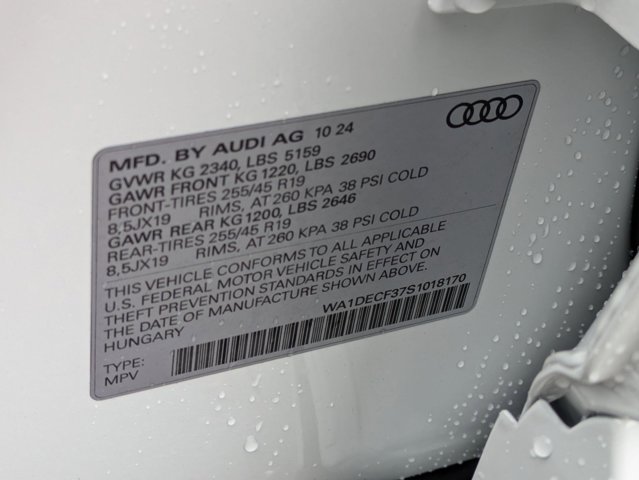 MFD. BY AUDI AG 10 24
GVWR KG 2340, LBS 5159
GAWR FRONT KG 1220, LBS 2690
FRONT-TIRES 255/45 R19
8,5JX19 RIMS, AT 260 KPA 38 PSI COLD
GAWR REAR KG 1200, LBS 2646
REAR-TIRES 255/45 R19
8,5JX19 RIMS, AT 260 KPA 38 PSI COLD
THIS VEHICLE CONFORMS TO ALL APPLICABLE
U.S. FEDERAL MOTOR VEHICLE SAFETY AND
THEFT PREVENTION STANDARDS IN EFFECT ON
THE DATE OF MANUFACTURE SHOWN ABOVE.
HUNGARY
WA1DECF37S1018170
TYPE:
MPV